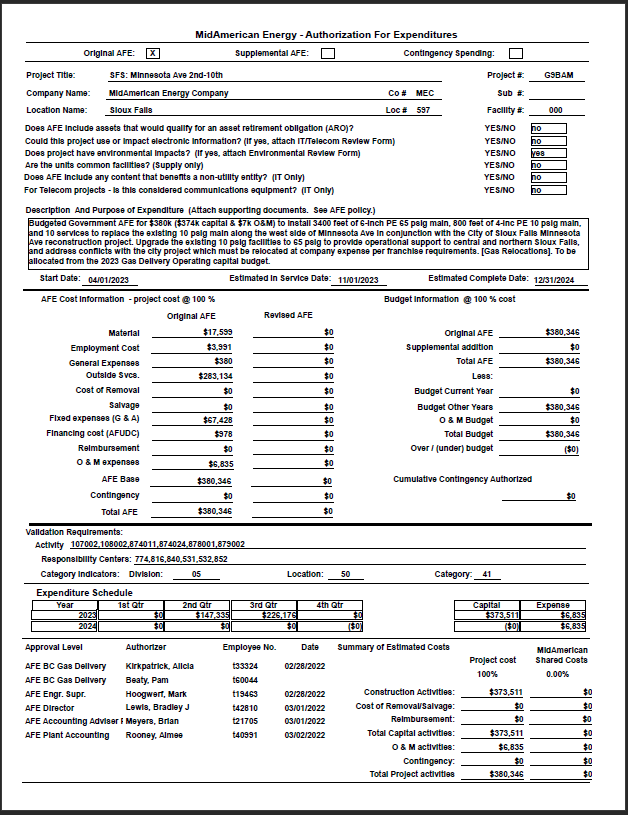 MidAmerican Energy - Authorization For Expenditures
Original AFE: X Supplemental AFE: Contingency Spending:
Project Title: SFS: Minnesota Ave 2nd-10th Project #: G9BAM
Company Name: MidAmerican Energy Company Co # MEC Sub #:
Location Name: Sioux Falls Loc # 597 Facility #: 000
Does AFE include assets that would qualify for an asset retirement obligation (ARO)? YES/NO no
Could this project use or impact electronic information? (If yes, attach IT/Telecom Review Form) YES/NO no
Does project have environmental impacts? (If yes, attach Environmental Review Form) YES/NO yes
Are the units common facilities? (Supply only) YES/NO no
Does AFE include any content that benefits a non-utility entity? (IT Only) YES/NO no
For Telecom projects - is this considered communications equipment? (IT Only) YES/NO no
Description And Purpose of Expenditure (Attach supporting documents. See AFE policy.)
Budgeted Government AFE for $380k ($374k capital & $7k O&M) to install 3400 feet of 6-inch PE 65 psig main, 800 feet of 4-inc PE 10 psig main,
and 10 services to replace the existing 10 psig main along the west side of Minnesota Ave in conjunction with the City of Sioux Falls Minnesota
Ave reconstruction project. Upgrade the existing 10 psig facilities to 65 psig to provide operational support to central and northern Sioux Falls,
and address conflicts with the city project which must be relocated at company expense per franchise requirements. [Gas Relocations]. To be
allocated from the 2023 Gas Delivery Operating capital budget.
Start Date: 04/01/2023 Estimated In Service Date: 11/01/2023 Estimated Complete Date: 12/31/2024
AFE Cost Information - project cost @ 100 % Budget Information @ 100 % cost
Original AFE Revised AFE
Material $17,599 $0 Original AFE $380,346
Employment Cost $3,991 $0 Supplemental addition $0
General Expenses $380 $0 Total AFE $380,346
Outside Svcs. $283,134 $0 Less:
Cost of Removal $0 $0 Budget Current Year $0
Salvage $0 $0 Budget Other Years $380,346
Fixed expenses (G & A) $67,428 $0 O & M Budget $0
Financing cost (AFUDC) $978 $0 Total Budget $380,346
Reimbursement $0 $0 Over / (under) budget ($0)
O & M expenses $6,835 $0
AFE Base $380,346 $0 Cumulative Contingency Authorized
Contingency $0 $0 $0
Total AFE $380,346 $0
Validation Requirements:
Activity 107002,108002,874011,874024,878001,879002
Responsibility Centers: 774,816,840,531,532,852
Category Indicators: Division: 05 Location: 50 Category: 41
Expenditure Schedule
Year 1st Qtr 2nd Qtr 3rd Qtr 4th Qtr Capital Expense
2023 $0 $147,335 $226,176 $0 $373,511 $6,835
2024 $0 $0 $0 ($0) ($0) $6,835
Approval Level Authorizer Employee No. Date Summary of Estimated Costs MidAmerican
Project cost Shared Costs
AFE BC Gas Delivery Kirkpatrick, Alicia t33324 02/28/2022 100% 0.00%
AFE BC Gas Delivery Beaty, Pam t60044
AFE Engr. Supr. Hoogwerf, Mark t19463 02/28/2022 Construction Activities: $373,511 $0
AFE Director Lewis, Bradley J t42810 03/01/2022 Cost of Removal/Salvage: $0 $0
AFE Accounting Adviser F Meyers, Brian t21705 03/01/2022 Reimbursement: $0 $0
AFE Plant Accounting Rooney, Aimee t40991 03/02/2022 Total Capital activities: $373,511 $0
O & M activities: $6,835 $0
Contingency: $0 $0
Total Project activities $380,346 $0